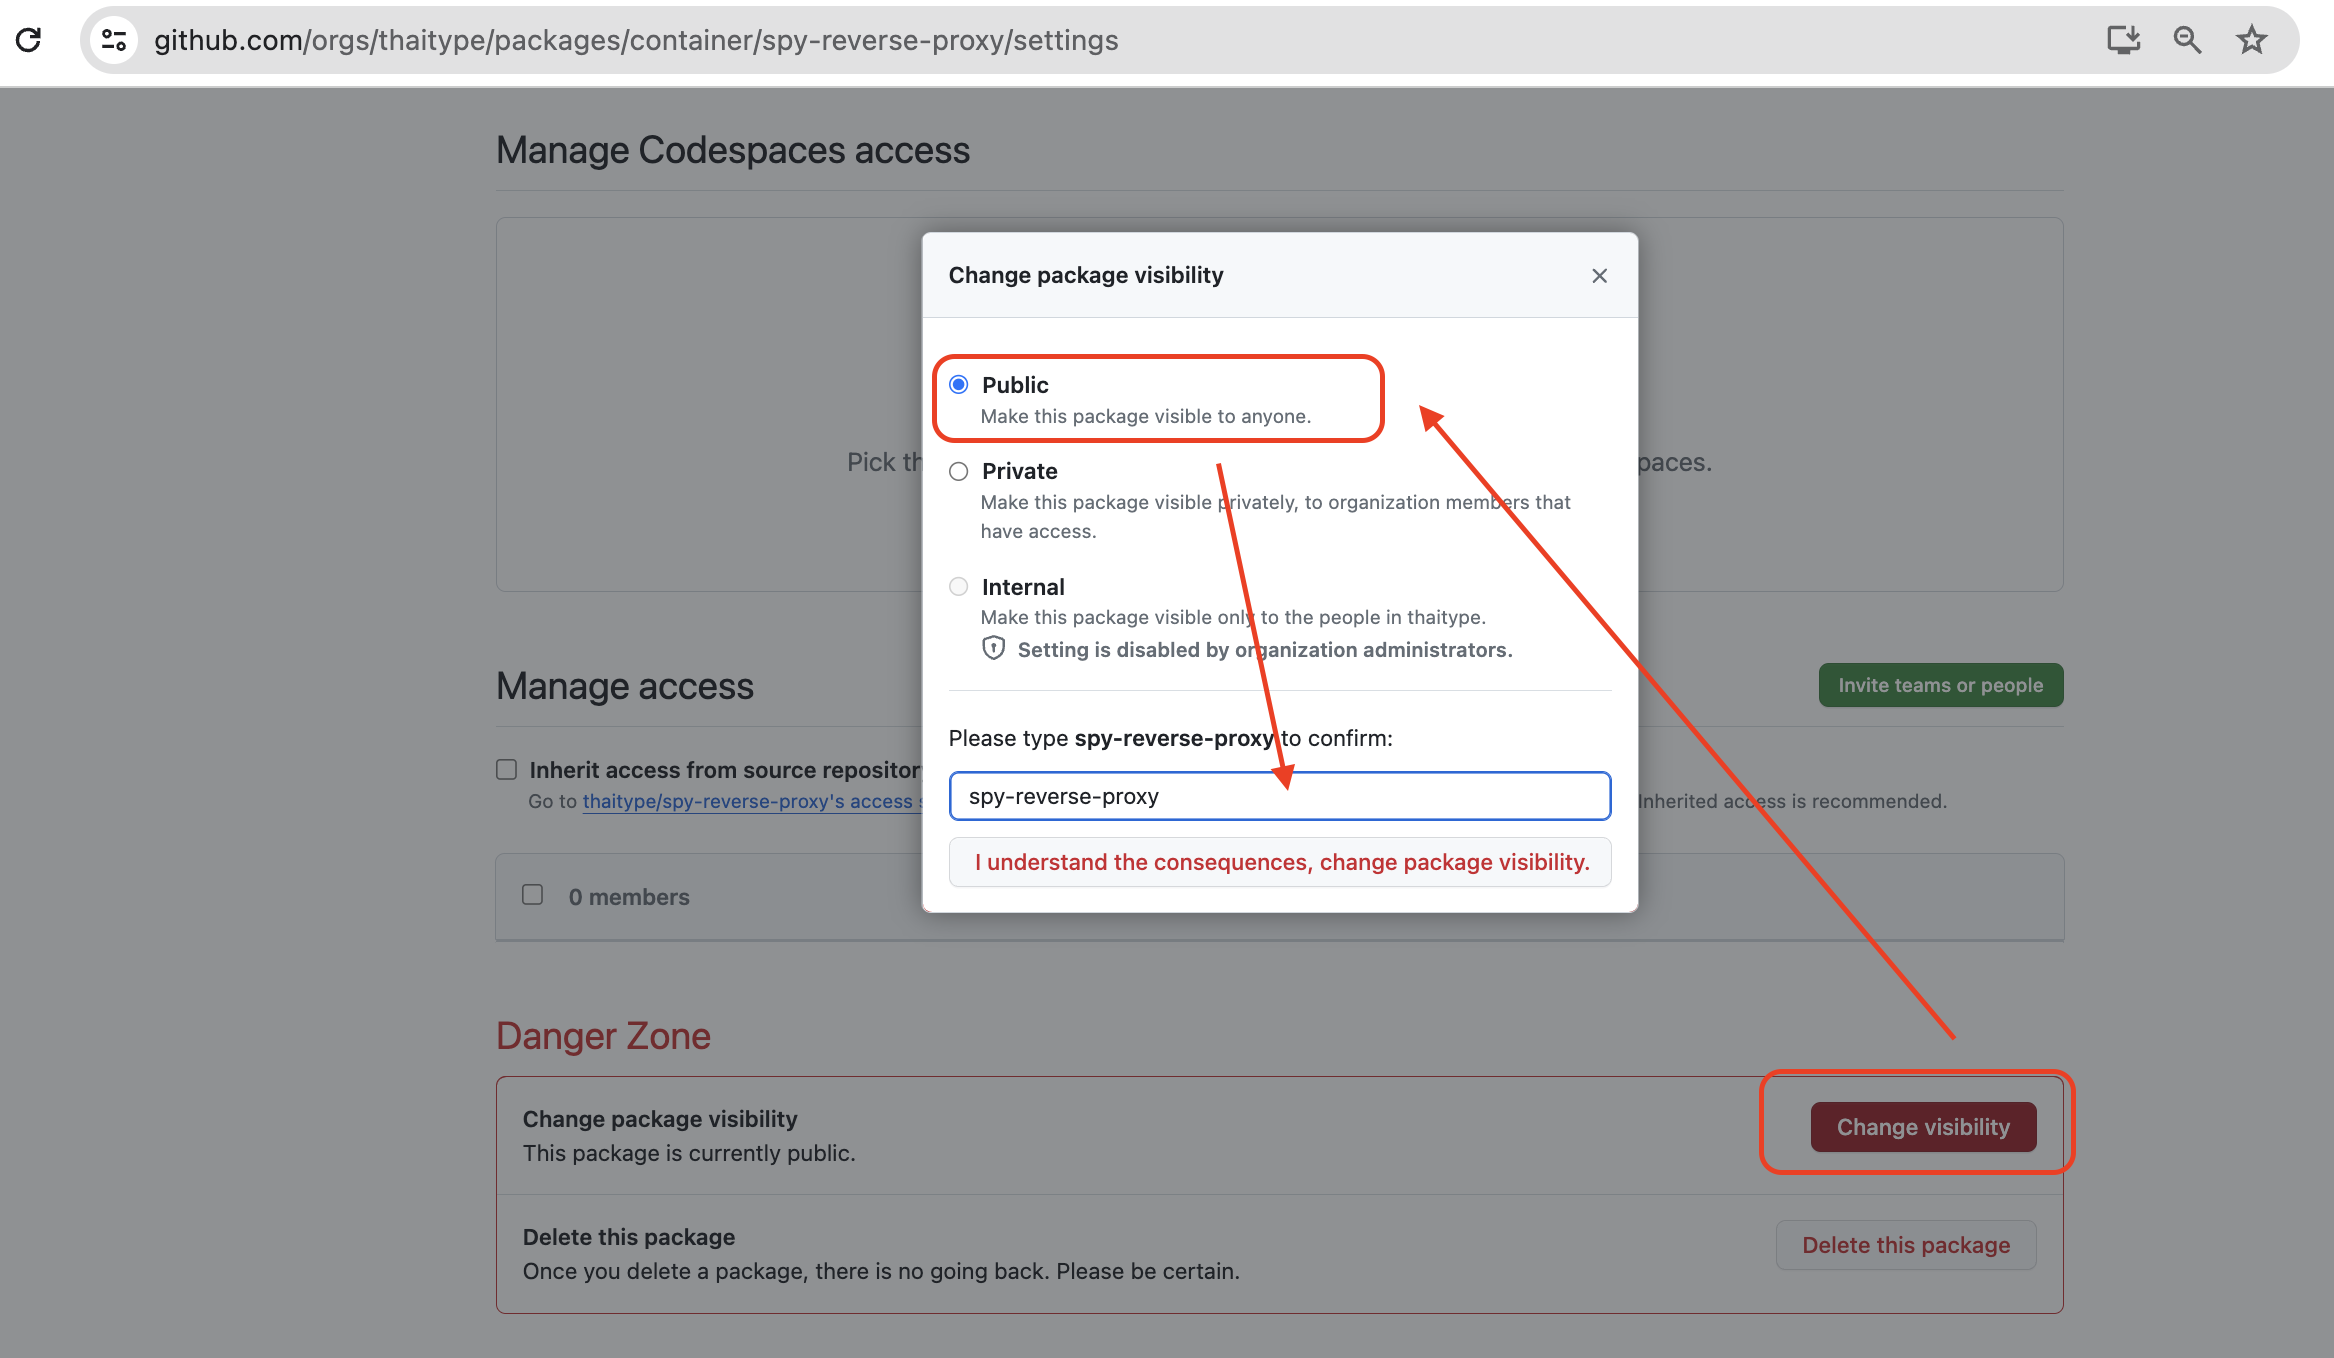 github.com/orgs/thaitype/packages/container/spy-reverse-proxy/settings
Manage Codespaces access
Pick th
paces.
Change package visibility
Public
Make this package visible to anyone.
Private
Make this package visible privately, to organization members that
have access.
Internal
Make this package visible only to the people in thaitype.
Setting is disabled by organization administrators.
Please type spy-reverse-proxy to confirm:
spy-reverse-proxy
I understand the consequences, change package visibility.
Manage access
Invite teams or people
Inherit access from source repository
Go to thaitype/spy-reverse-proxy's access s
Inherited access is recommended.
0 members
Danger Zone
Change package visibility
This package is currently public.
Change visibility
Delete this package
Once you delete a package, there is no going back. Please be certain.
Delete this package